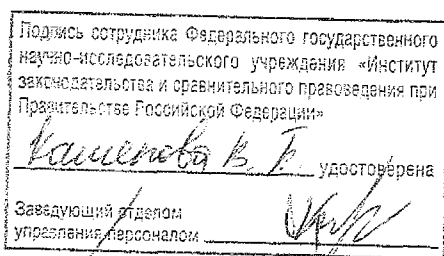 Подпись сотрудника Федерального государственного
научно-исследовательского учреждения «Институт
законодательства и сравнительного правоведения при
Правительстве Российской Федерации»
удостоверена
Заведующий отделом
управления персоналом